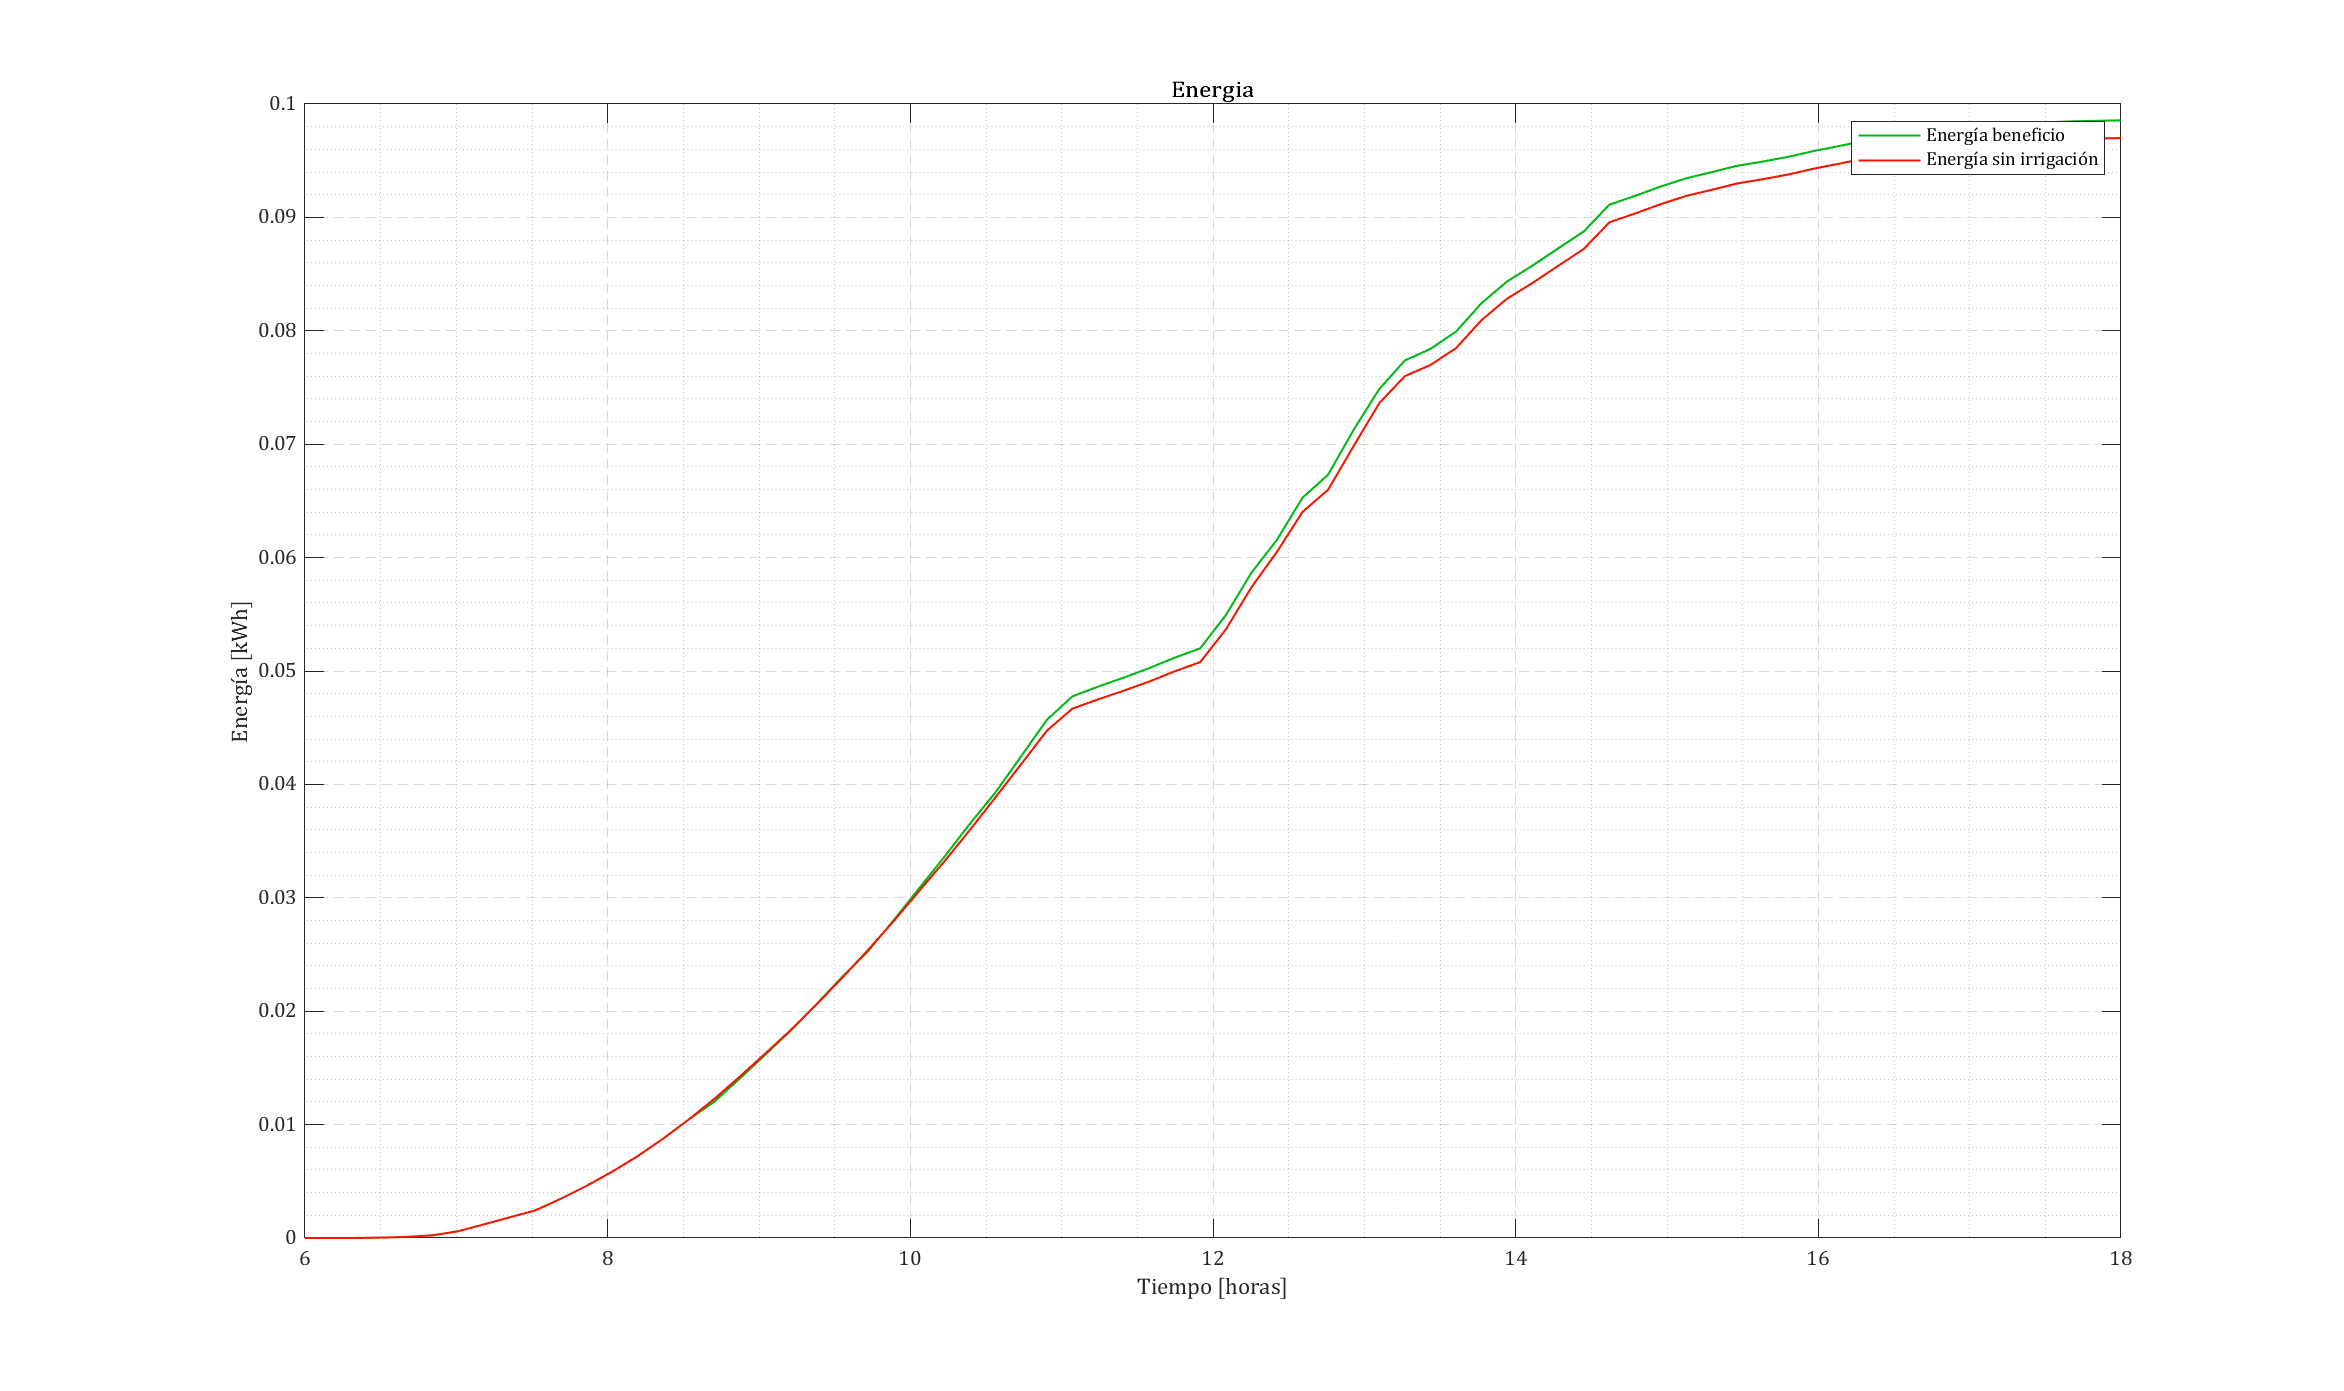 Energia
0.1
0.09
0.08
0.07
0.06
0.05
0.04
0.03
0.02
0.01
0
Energía [kWh]
6 8 10 12 14 16 18
Tiempo [horas]
Energía beneficio
Energía sin irrigación